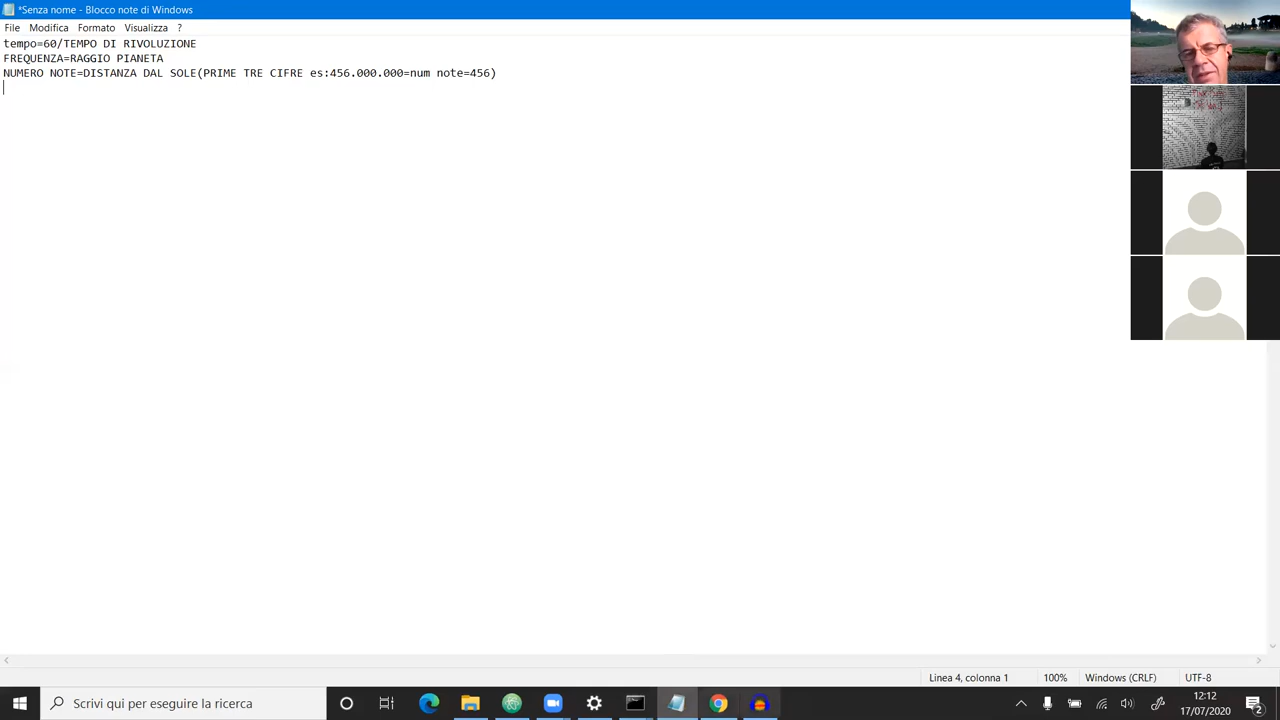 *Senza nome - Blocco note di Windows
File Modifica Formato Visualizza ?
tempo=60/TEMPO DI RIVOLUZIONE
FREQUENZA=RAGGIO PIANETA
NUMERO NOTE=DISTANZA DAL SOLE(PRIME TRE CIFRE es:456.000.000=num note=456)
Linea 4, colonna 1 100% Windows (CRLF) UTF-8
Scrivi qui per eseguire la ricerca
12:12
17/07/2020
2